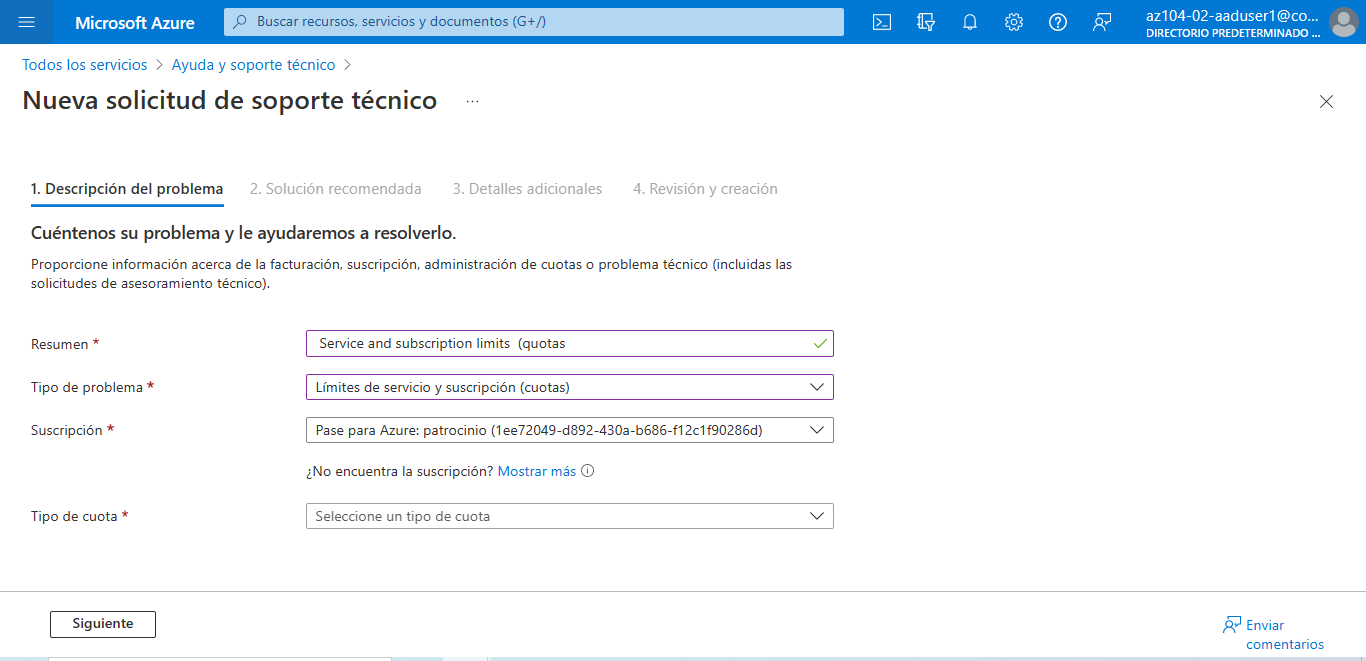 Microsoft Azure
Buscar recursos, servicios y documentos (G+/)
az104-02-aaduser1@co...
DIRECTORIO PREDETERMINADO ...
Todos los servicios > Ayuda y soporte técnico >
Nueva solicitud de soporte técnico ...
1. Descripción del problema 2. Solución recomendada 3. Detalles adicionales 4. Revisión y creación
Cuéntenos su problema y le ayudaremos a resolverlo.
Proporcione información acerca de la facturación, suscripción, administración de cuotas o problema técnico (incluidas las
solicitudes de asesoramiento técnico).
Resumen * Service and subscription limits (quotas
Tipo de problema * Límites de servicio y suscripción (cuotas)
Suscripción * Pase para Azure: patrocinio (1ee72049-d892-430a-b686-f12c1f90286d)
¿No encuentra la suscripción? Mostrar más
Tipo de cuota * Seleccione un tipo de cuota
Siguiente
Enviar
comentarios